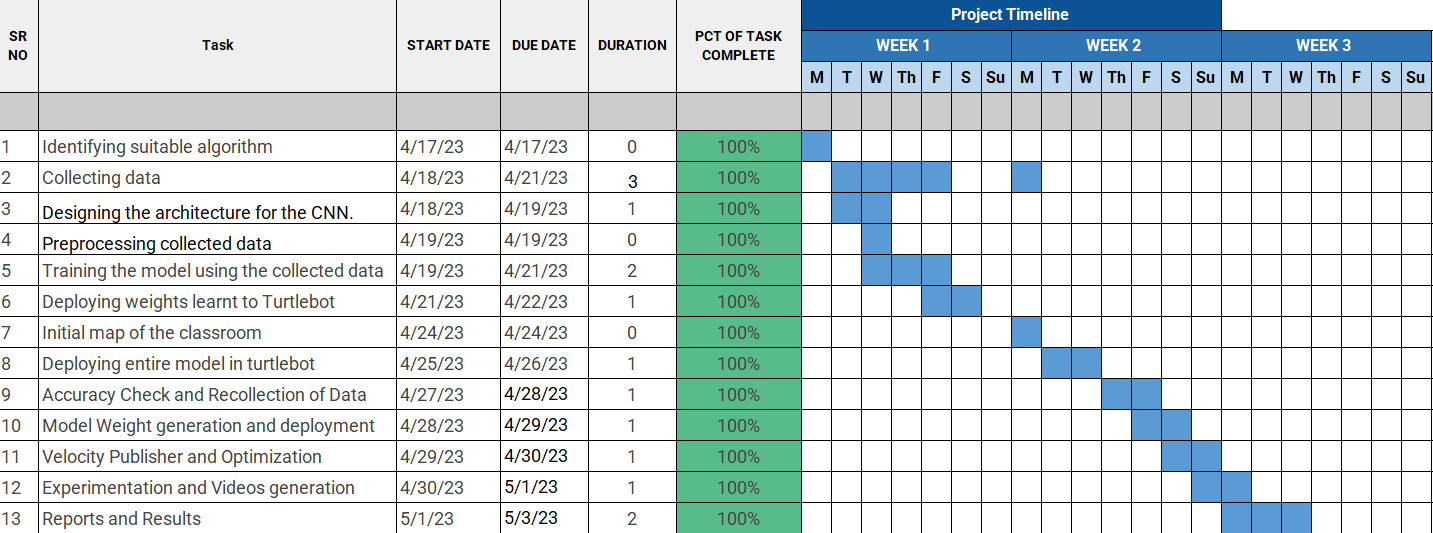 Project Timeline
SR NO Task START DATE DUE DATE DURATION PCT OF TASK COMPLETE WEEK 1 WEEK 2 WEEK 3
M T W Th F S Su M T W Th F S Su M T W Th F S Su
1 Identifying suitable algorithm 4/17/23 4/17/23 0 100%
2 Collecting data 4/18/23 4/21/23 3 100%
3 Designing the architecture for the CNN. 4/18/23 4/19/23 1 100%
4 Preprocessing collected data 4/19/23 4/19/23 0 100%
5 Training the model using the collected data 4/19/23 4/21/23 2 100%
6 Deploying weights learnt to Turtlebot 4/21/23 4/22/23 1 100%
7 Initial map of the classroom 4/24/23 4/24/23 0 100%
8 Deploying entire model in turtlebot 4/25/23 4/26/23 1 100%
9 Accuracy Check and Recollection of Data 4/27/23 4/28/23 1 100%
10 Model Weight generation and deployment 4/28/23 4/29/23 1 100%
11 Velocity Publisher and Optimization 4/29/23 4/30/23 1 100%
12 Experimentation and Videos generation 4/30/23 5/1/23 1 100%
13 Reports and Results 5/1/23 5/3/23 2 100%